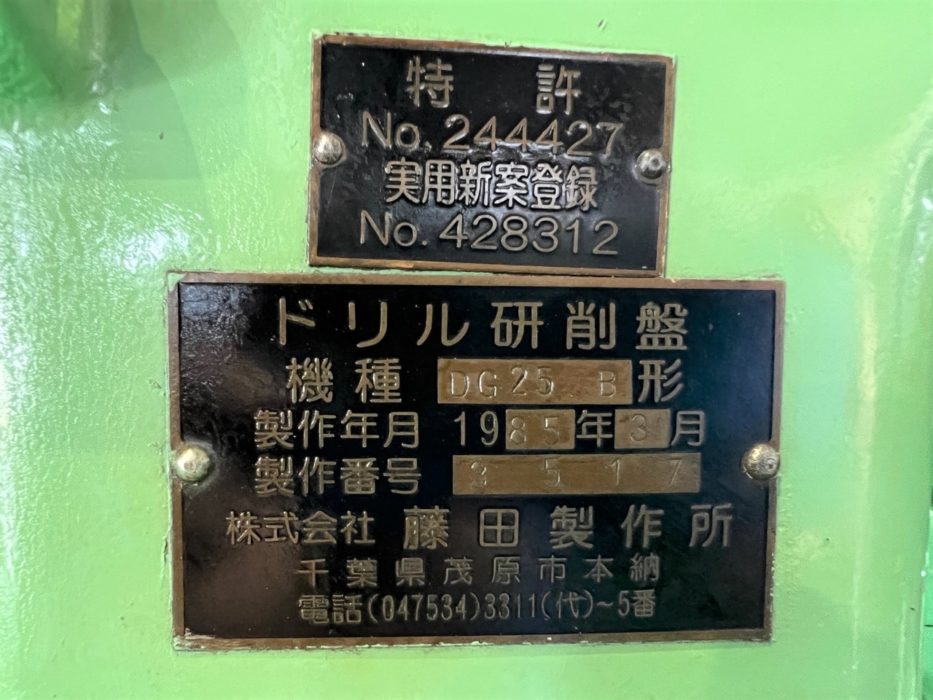 特許
No.244427
実用新案登録
No.428312
ドリル研削盤
機種 DG25 B 形
製作年月 1985年3月
製作番号 3517
株式会社 藤田製作所
千葉県茂原市本納
電話(047534)3311(代)~5番